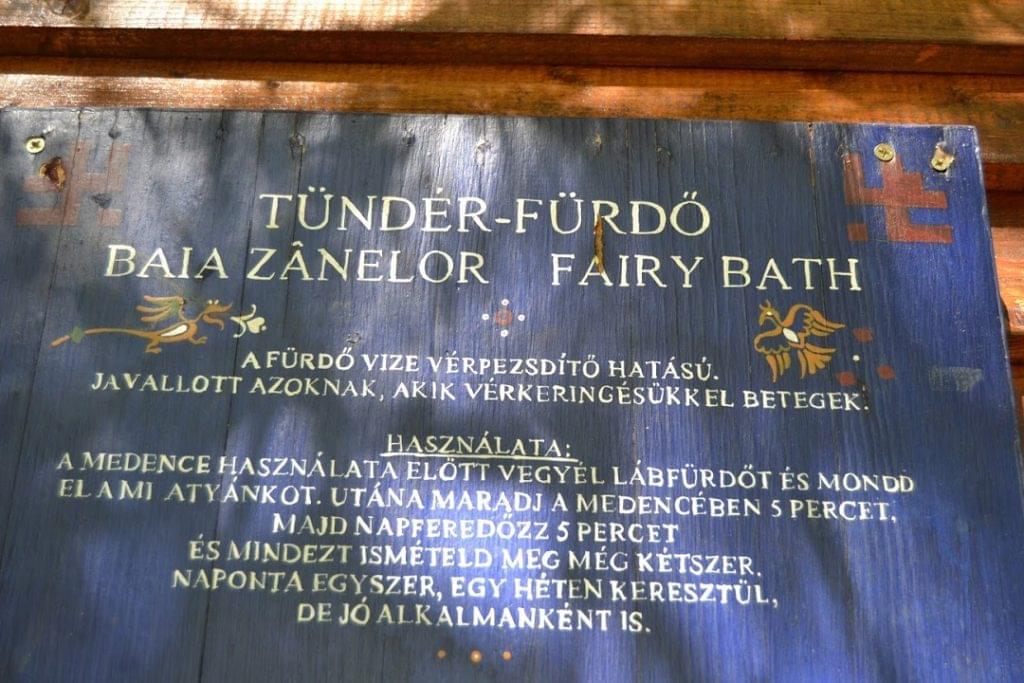 TÜNDÉR-FÜRDŐ
BAIA ZÂNELOR FAIRY BATH
A FÜRDŐ VIZE VÉRPEZSDÍTŐ HATÁSÚ.
JAVALLOTT AZOKNAK, AKIK VÉRKERINGÉSÜKKEL BETEGEK.
HASZNÁLATA:
A MEDENCE HASZNÁLATA ELŐTT VEGYÉL LÁBFÜRDŐT ÉS MONDD
EL A MI ATYÁNKOT. UTÁNA MARADJ A MEDENCÉBEN 5 PERCET,
MAJD NAPFEREDŐZZ 5 PERCET
ÉS MINDEZT ISMÉTELD MEG MÉG KÉTSZER.
NAPONTA EGYSZER, EGY HÉTEN KERESZTÜL,
DE JÓ ALKALMANKÉNT IS.